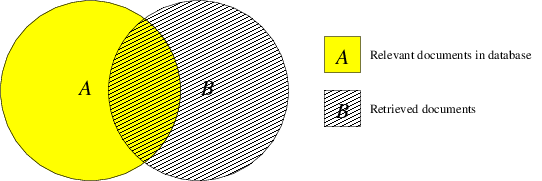 A
B
A Relevant documents in database
B Retrieved documents